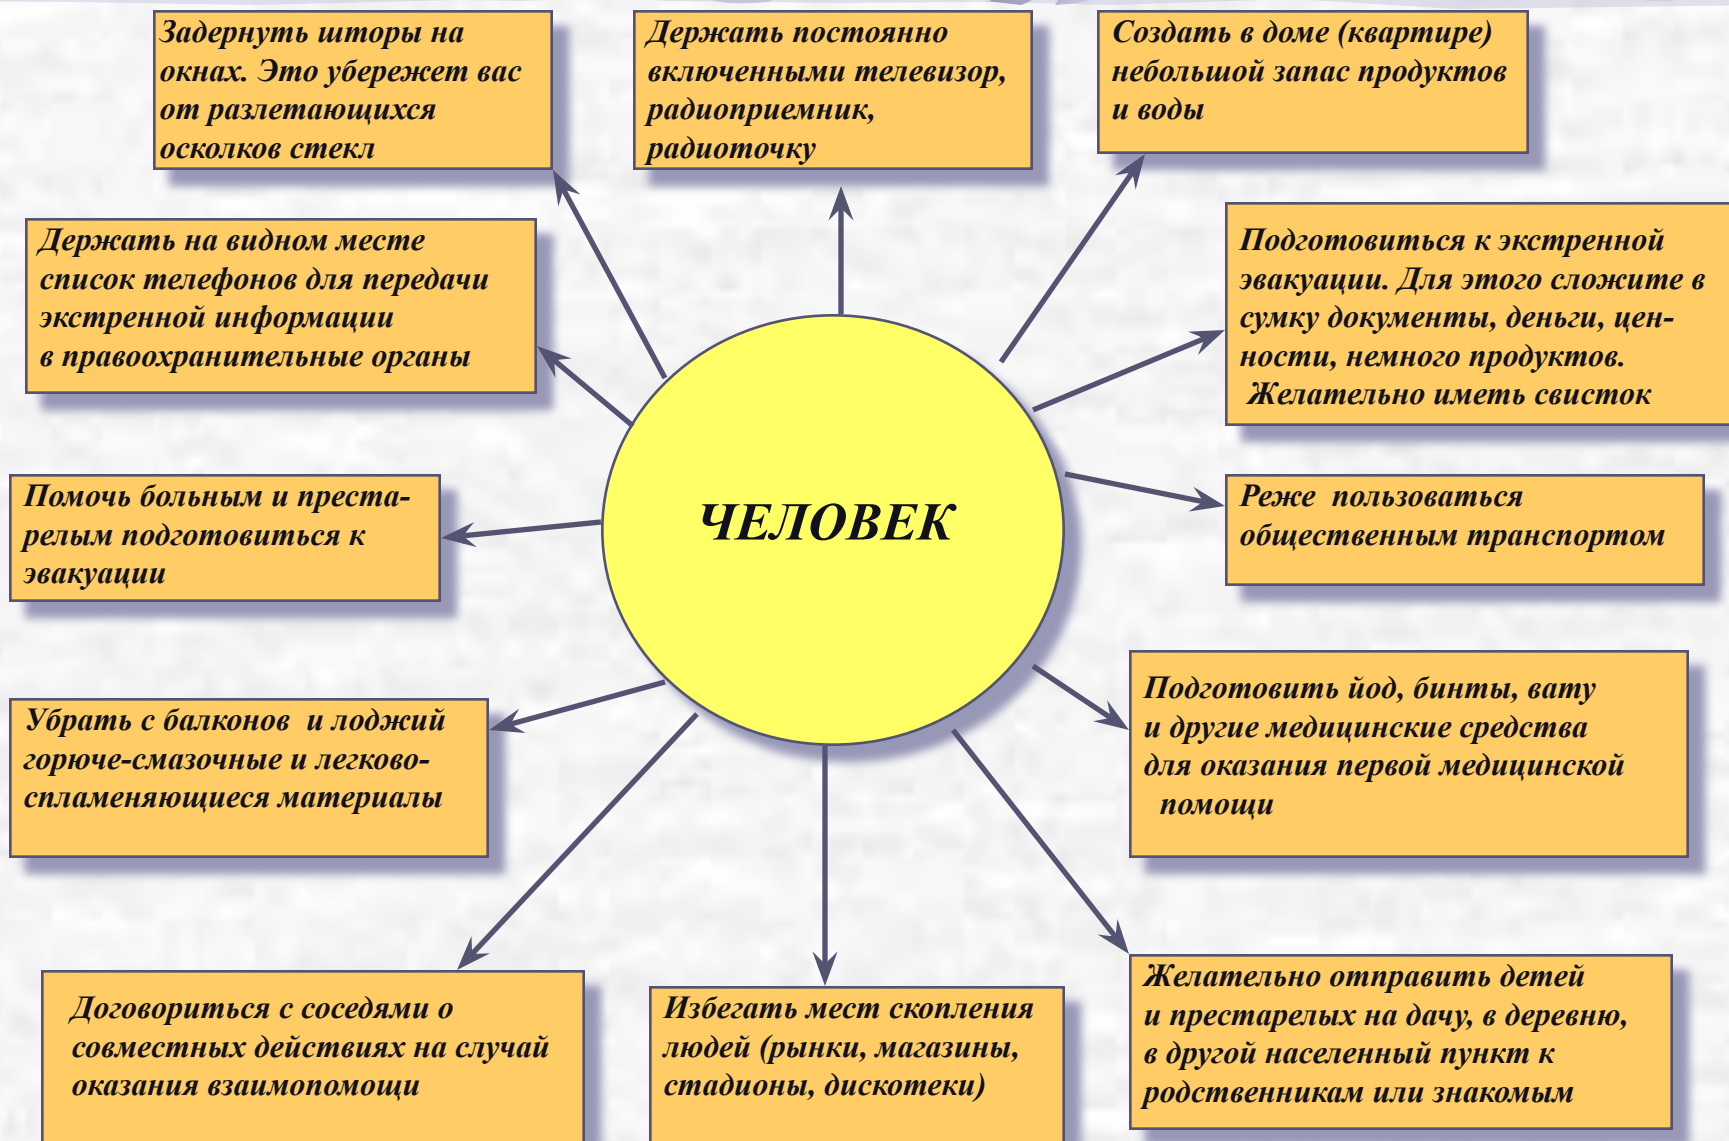 Задернуть шторы на
окнах. Это убережет вас
от разлетающихся
осколков стекл
Держать постоянно
включенными телевизор,
радиоприемник,
радиоточку
Создать в доме (квартире)
небольшой запас продуктов
и воды
Держать на видном месте
список телефонов для передачи
экстренной информации
в правоохранительные органы
Подготовиться к экстренной
эвакуации. Для этого сложите в
сумку документы, деньги, цен-
ности, немного продуктов.
Желательно иметь свисток
Помочь больным и преста-
релым подготовиться к
эвакуации
ЧЕЛОВЕК
Реже пользоваться
общественным транспортом
Убрать с балконов и лоджий
горюче-смазочные и легково-
спламеняющиеся материалы
Подготовить йод, бинты, вату
и другие медицинские средства
для оказания первой медицинской
помощи
Договориться с соседями о
совместных действиях на случай
оказания взаимопомощи
Избегать мест скопления
людей (рынки, магазины,
стадионы, дискотеки)
Желательно отправить детей
и престарелых на дачу, в деревню,
в другой населенный пункт к
родственникам или знакомым